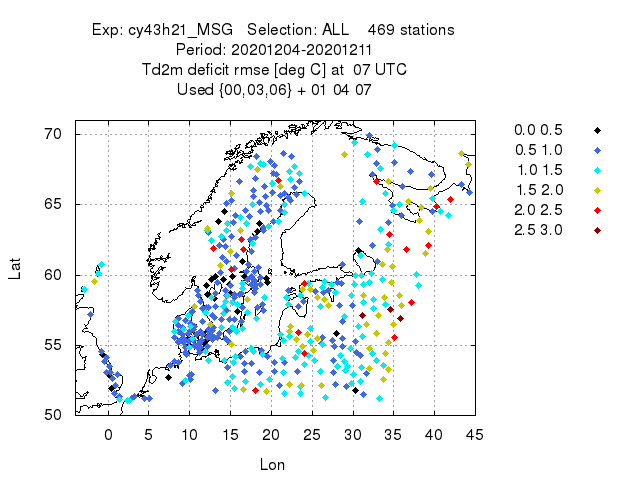 Exp: cy43h21_MSG   Selection: ALL    469 stations
Period: 20201204-20201211
Td2m deficit rmse [deg C] at  07 UTC
Used {00,03,06} + 01 04 07
0.0 0.5
0.5 1.0
1.0 1.5
1.5 2.0
2.0 2.5
2.5 3.0
70
65
60
55
50
Lat
0 5 10 15 20 25 30 35 40 45
Lon